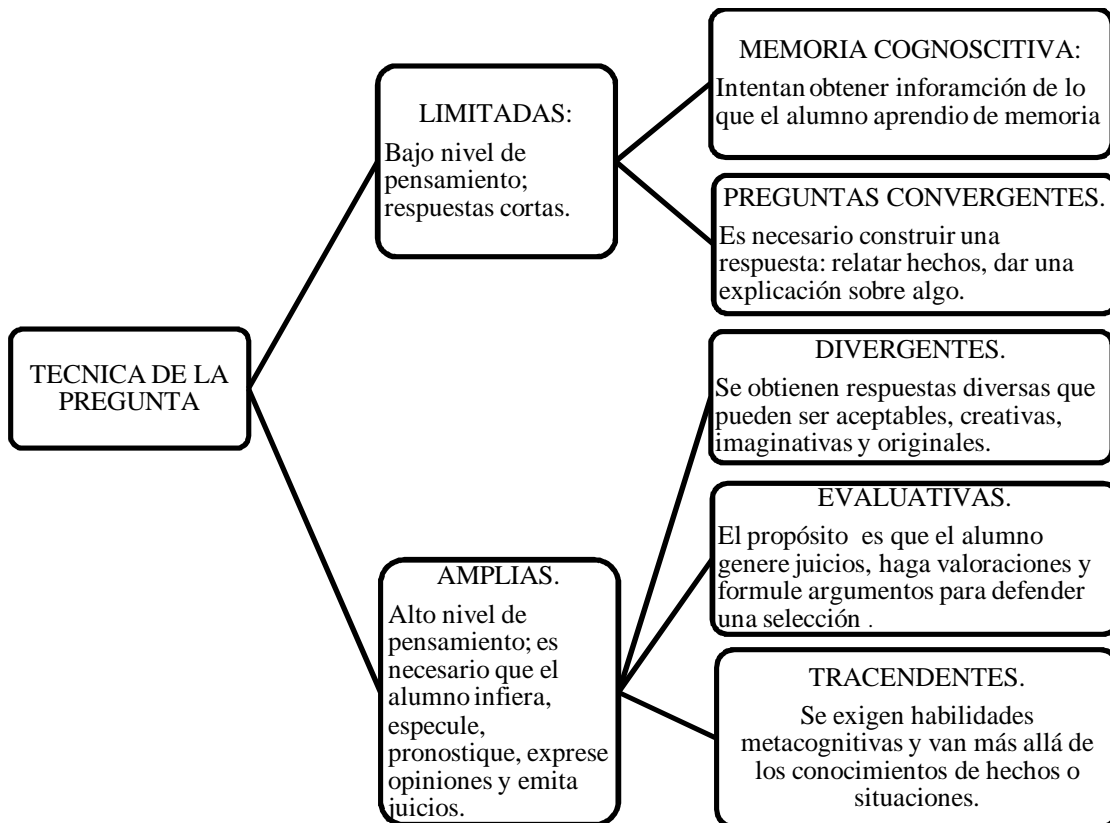 TECNICA DE LA
PREGUNTA
LIMITADAS:
Bajo nivel de
pensamiento;
respuestas cortas.
MEMORIA COGNOSCITIVA:
Intentan obtener inforamción de lo
que el alumno aprendio de memoria
PREGUNTAS CONVERGENTES.
Es necesario construir una
respuesta: relatar hechos, dar una
explicación sobre algo.
AMPLIAS.
Alto nivel de
pensamiento; es
necesario que el
alumno infiera,
especule,
pronostique, exprese
opiniones y emita
juicios.
DIVERGENTES.
Se obtienen respuestas diversas que
pueden ser aceptables, creativas,
imaginativas y originales.
EVALUATIVAS.
El propósito es que el alumno
genere juicios, haga valoraciones y
formule argumentos para defender
una selección .
TRACENDENTES.
Se exigen habilidades
metacognitivas y van más allá de
los conocimientos de hechos o
situaciones.